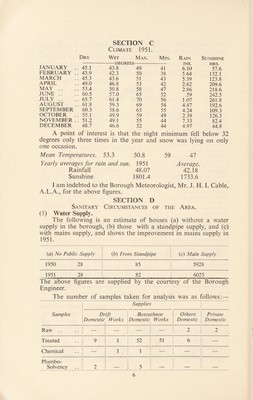 SECTION C
CLIMATE 1951.
DRY WET MAX. MIN. RAIN SUNSHINE
DEGREES INS. HRS.
JANUARY .. 45.1 43.8 49 41 6.10 57.6
FEBRUARY .. 43.9 42.3 50 38 5.64 132.1
MARCH .. 45.3 43.6 51 43 5.39 123.8
APRIL .. 49.0 46.8 53 42 2.62 209.6
MAY .. 53.4 50.8 58 47 2.86 218.6
JUNE .. 60.5 57.0 65 52 .59 242.5
JULY .. 65.7 61.4 70 56 1.07 261.8
AUGUST .. 61.8 59.3 69 54 4.87 192.6
SEPTEMBER 60.3 58.6 63 55 4.24 109.3
OCTOBER .. 55.1 49.9 59 49 2.39 126.3
NOVEMBER .. 51.2 49.1 55 44 7.33 82.4
DECEMBER .. 48.7 46.6 52 44 4.97 44.8
A point of interest is that the night minimum fell below 32
degrees only three times in the year and snow was lying on only
one occasion.
Mean Temperatures. 53.3 50.8 59 47
Yearly averages for rain and sun. 1951 Average.
Rainfall 48.07 42.18
Sunshine 1801.4 1733.6
I am indebted to the Borough Meteorologist, Mr. J. H. I. Cable,
A.L.A., for the above figures.
SECTION D
SANITARY CIRCUMSTANCES OF THE AREA.
(1) Water Supply.
The following is an estimate of houses (a) without a water
supply in the borough, (b) those with a standpipe supply, and (c)
with mains supply, and shows the improvement in mains supply in
1951.
(a) No Public Supply (b) From Standpipe (c) Main Supply
1950 28 85 5928
1951 28 82 6025
The above figures are supplied by the courtesy of the Borough
Engineer.
The number of samples taken for analysis was as follows:—
Supplies
Samples Drift Boscathnoe Others Private
Domestic Works Domestic Works Domestic Domestic
Raw .. .. — — — — 2 2
Treated .. 9 1 52 51 6 —
Chemical .. — 1 1 — — —
Plumbo-
Solvency .. 2 — 5 — — —
6